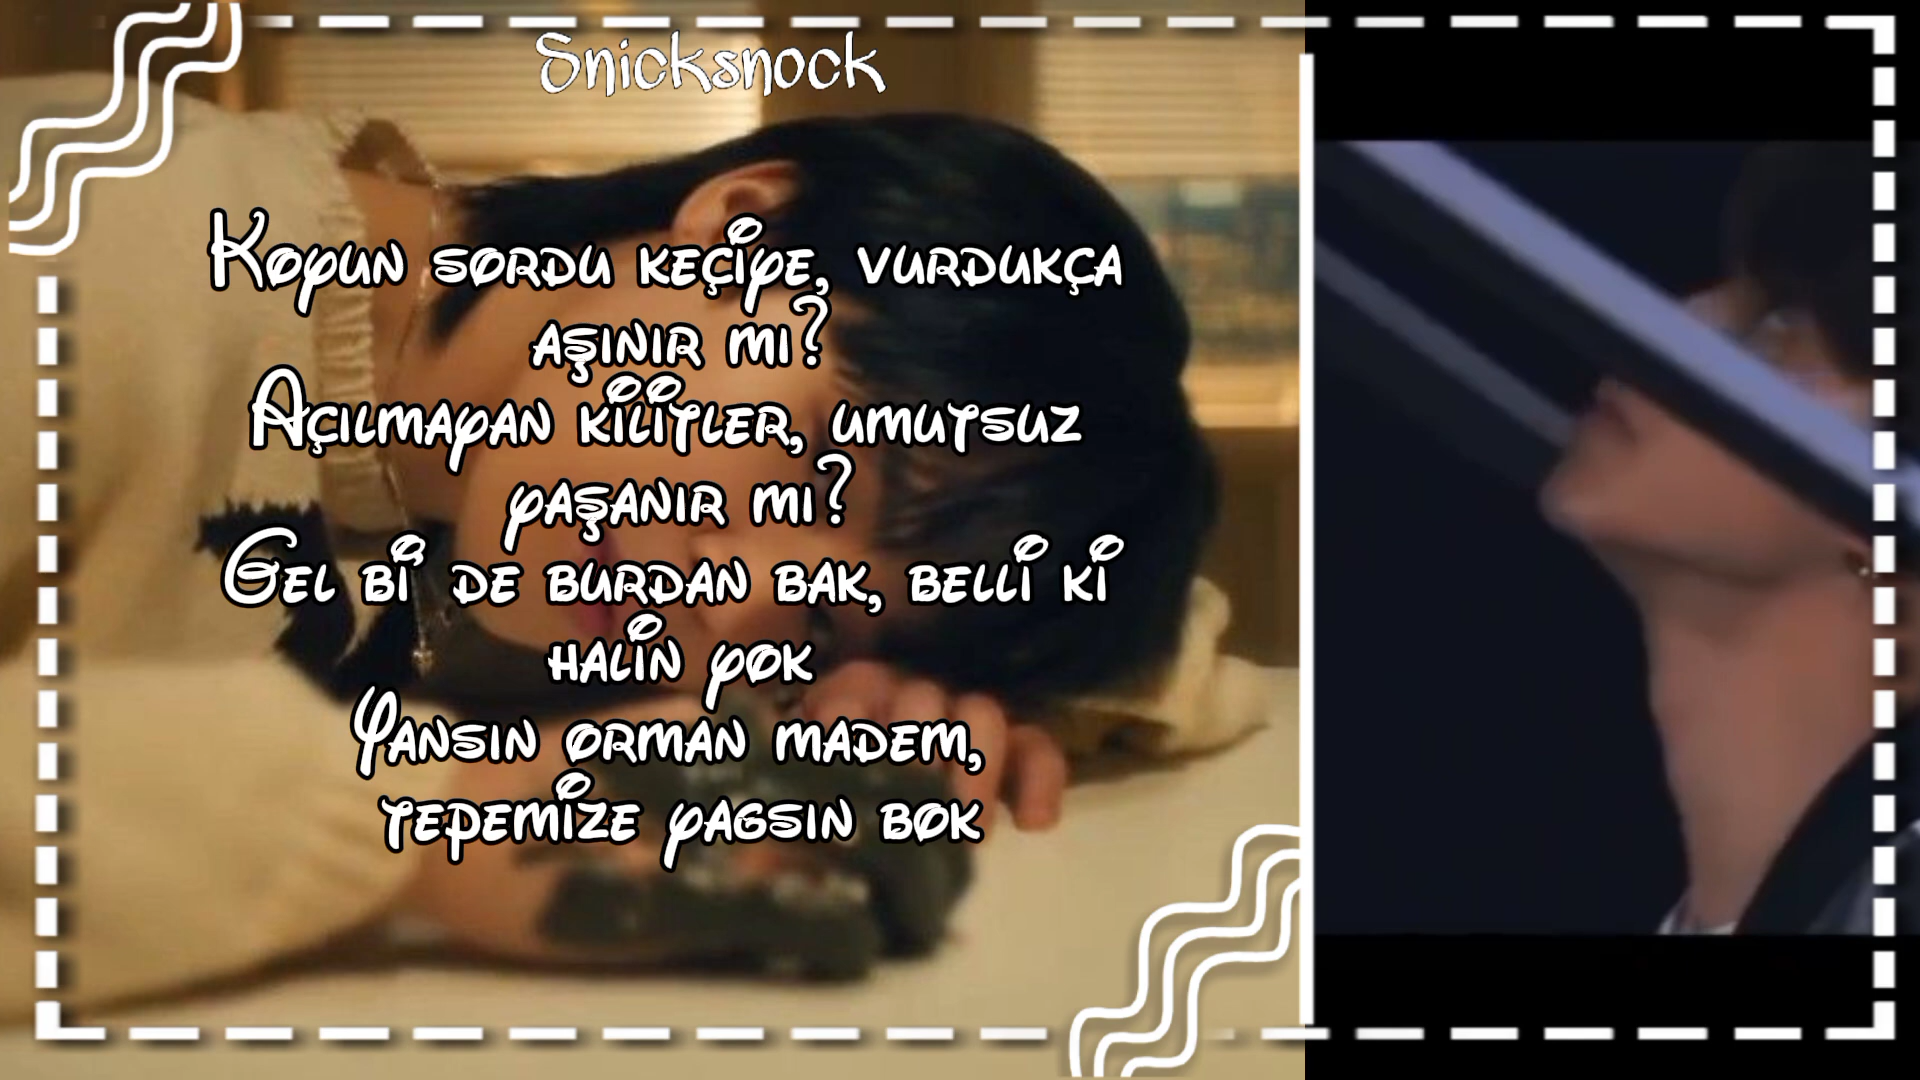 Snicksnock
Koyun sordu keçiye, vurdukça
aşınır mı?
Açılmayan kilitler, umutsuz
yaşanır mı?
Gel bi' de burdan bak, belli ki
halin yok
Yansın orman madem,
tepemize yagsın bok